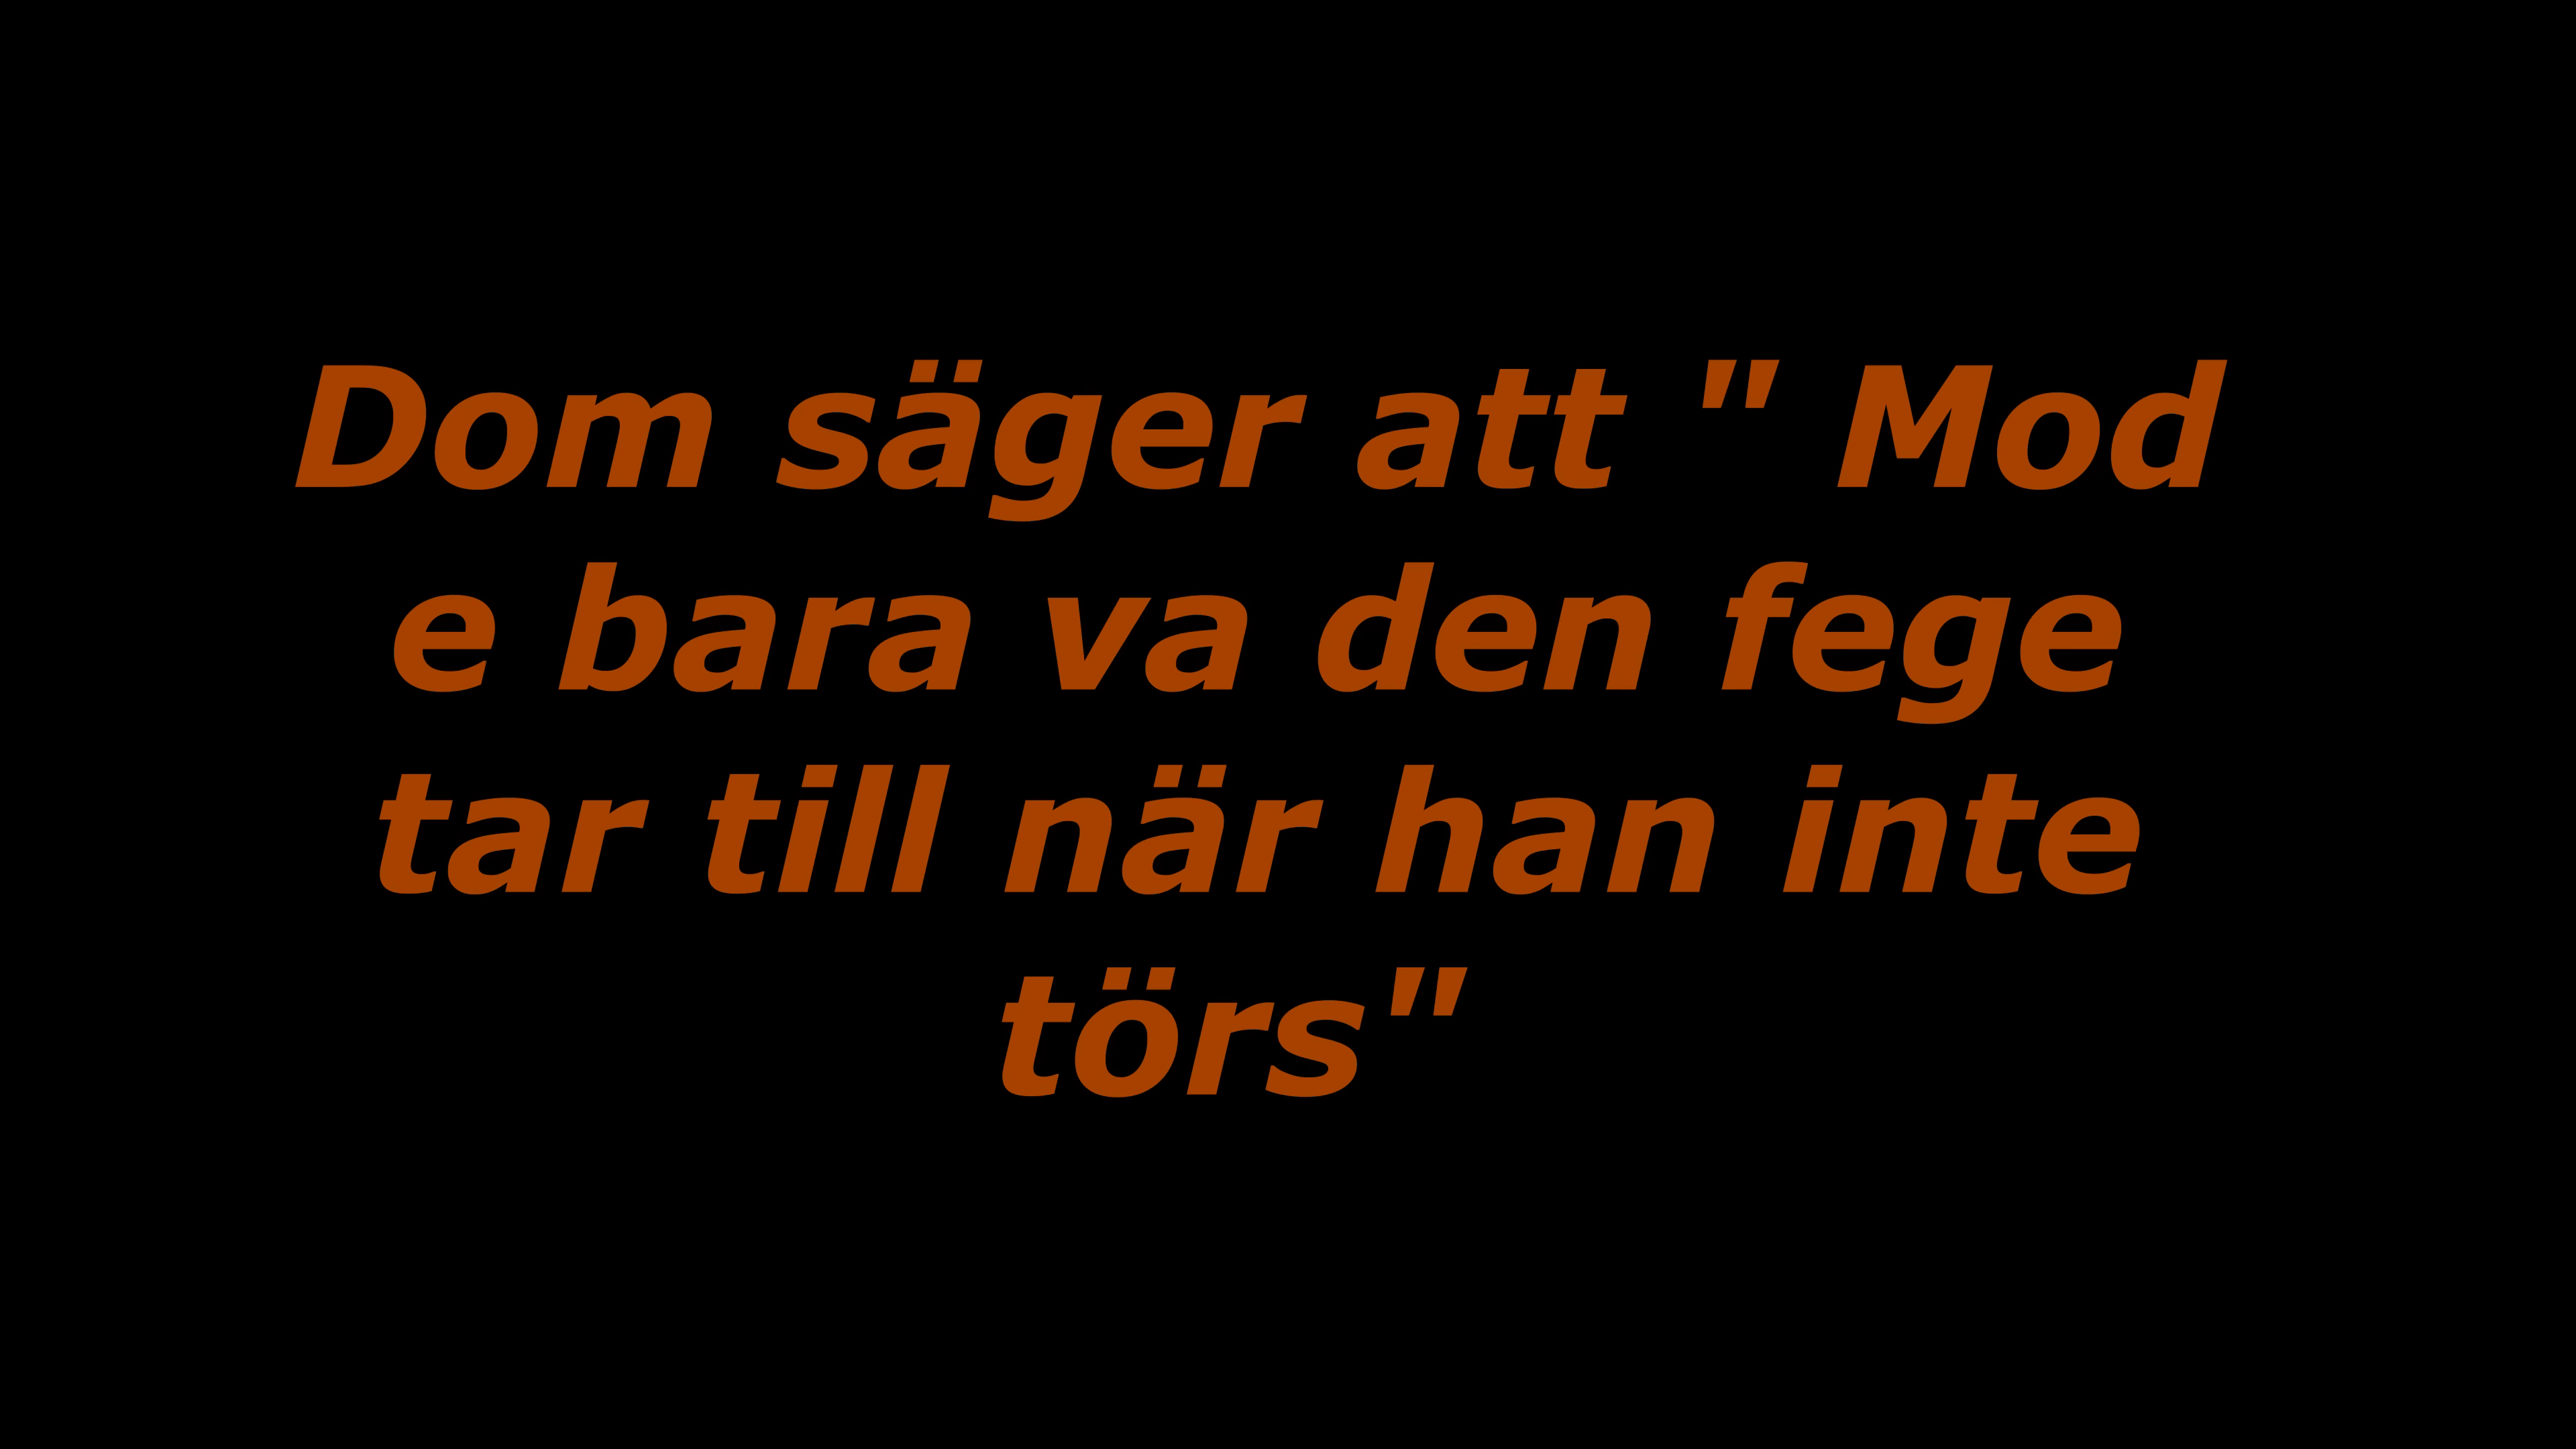 Dom säger att " Mod
e bara va den fege
tar till när han inte
törs"